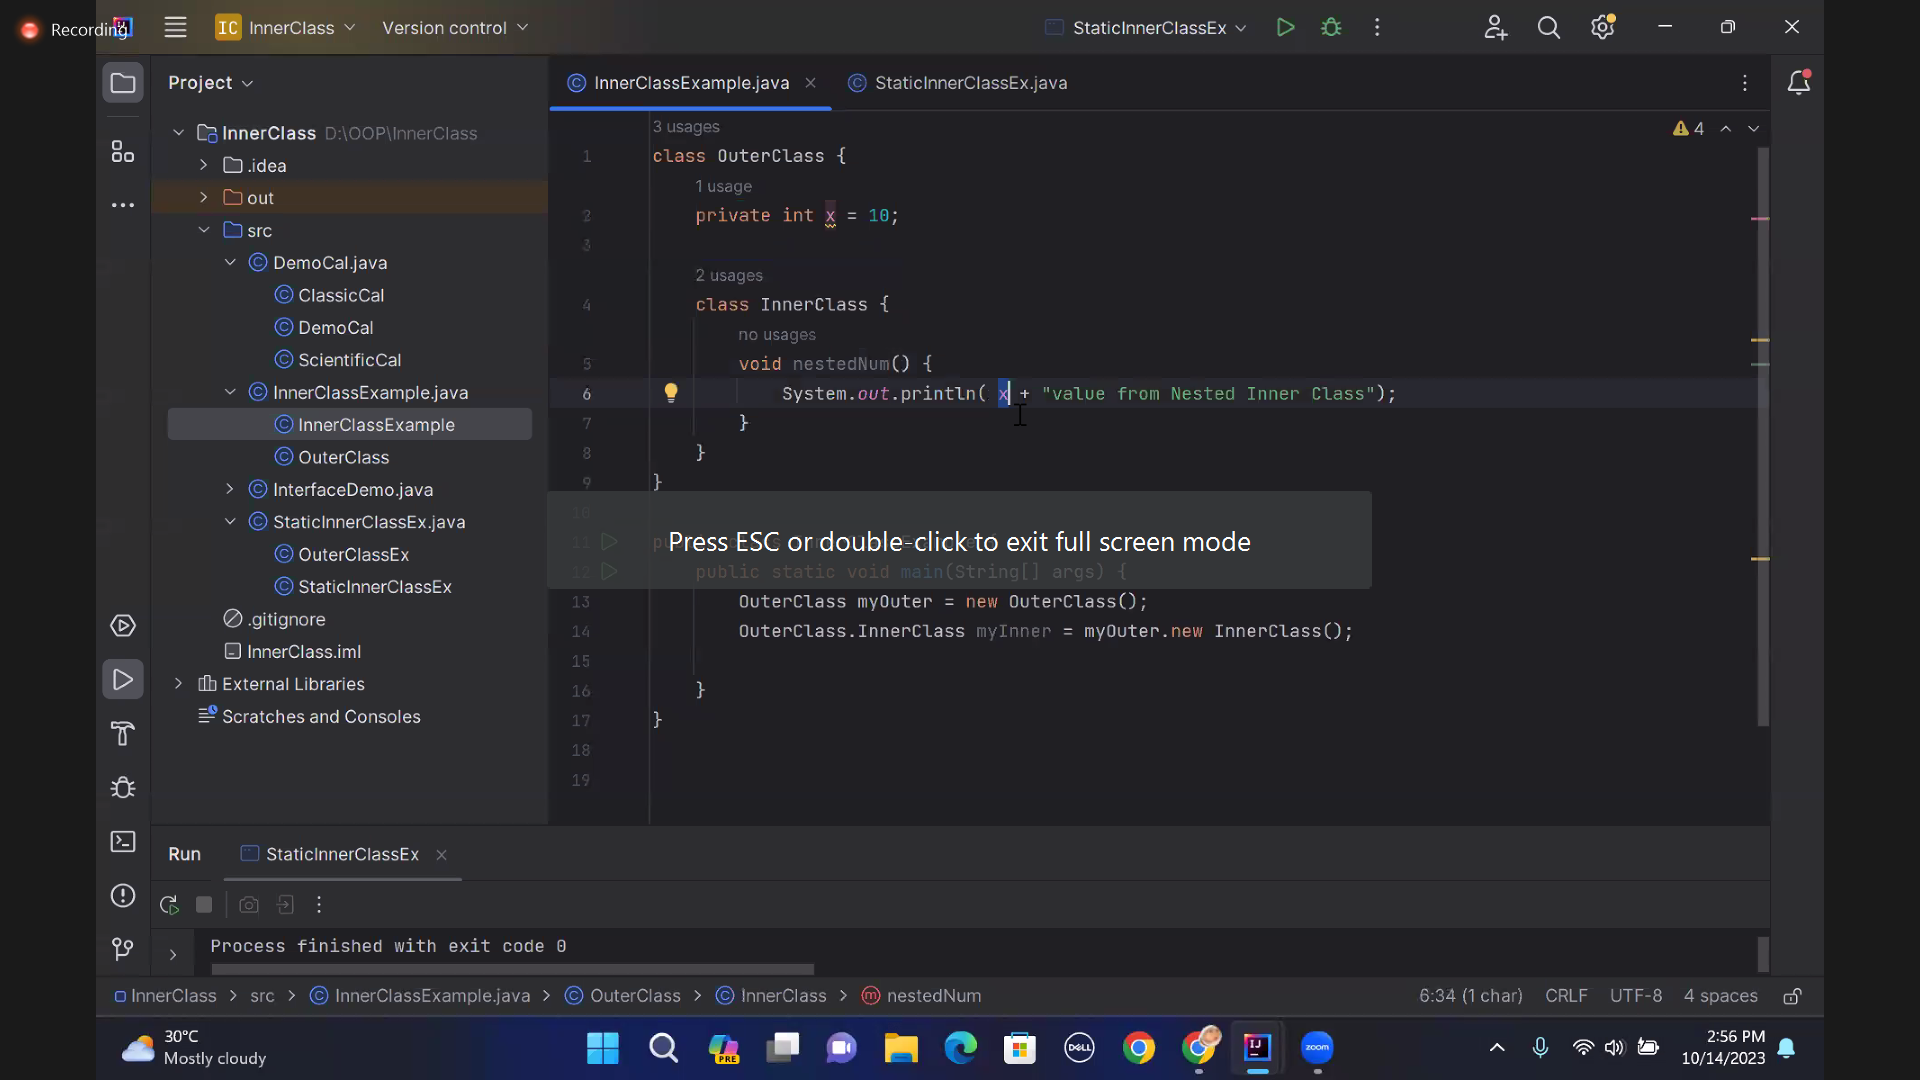 Recording
IC InnerClass
Version control
StaticInnerClassEx
Project
InnerClassExample.java
StaticInnerClassEx.java
InnerClass D:\OOP\InnerClass
.idea
out
src
DemoCal.java
ClassicCal
DemoCal
ScientificCal
InnerClassExample.java
InnerClassExample
OuterClass
InterfaceDemo.java
StaticInnerClassEx.java
OuterClassEx
StaticInnerClassEx
.gitignore
InnerClass.iml
External Libraries
Scratches and Consoles
4
3 usages
1 class OuterClass {
1 usage
2 private int x = 10;
3
2 usages
4 class InnerClass {
no usages
5 void nestedNum() {
6 System.out.println( x + "value from Nested Inner Class");
7 }
8 }
9 }
10
Press ESC or double-click to exit full screen mode
11
12 public static void main(String[] args) {
13 OuterClass myOuter = new OuterClass();
14 OuterClass.InnerClass myInner = myOuter.new InnerClass();
15
16 }
17 }
18
19
Run
StaticInnerClassEx
Process finished with exit code 0
InnerClass > src > InnerClassExample.java > OuterClass > InnerClass > nestedNum
6:34 (1 char) CRLF UTF-8 4 spaces
30°C
Mostly cloudy
PRE
DELL
zoom
2:56 PM
10/14/2023